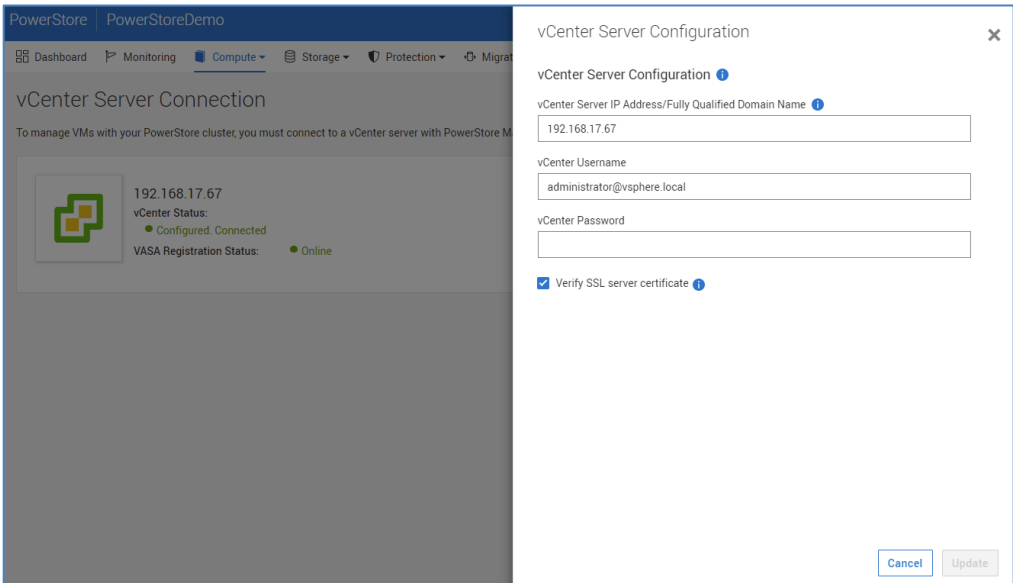 PowerStore
PowerStoreDemo
Dashboard
Monitoring
Compute
Storage
Protection
Migrat
vCenter Server Connection
To manage VMs with your PowerStore cluster, you must connect to a vCenter server with PowerStore M
192.168.17.67
vCenter Status:
Configured. Connected
VASA Registration Status:
Online
vCenter Server Configuration
vCenter Server Configuration
vCenter Server IP Address/Fully Qualified Domain Name
192.168.17.67
vCenter Username
administrator@vsphere.local
vCenter Password
Verify SSL server certificate
Cancel
Update